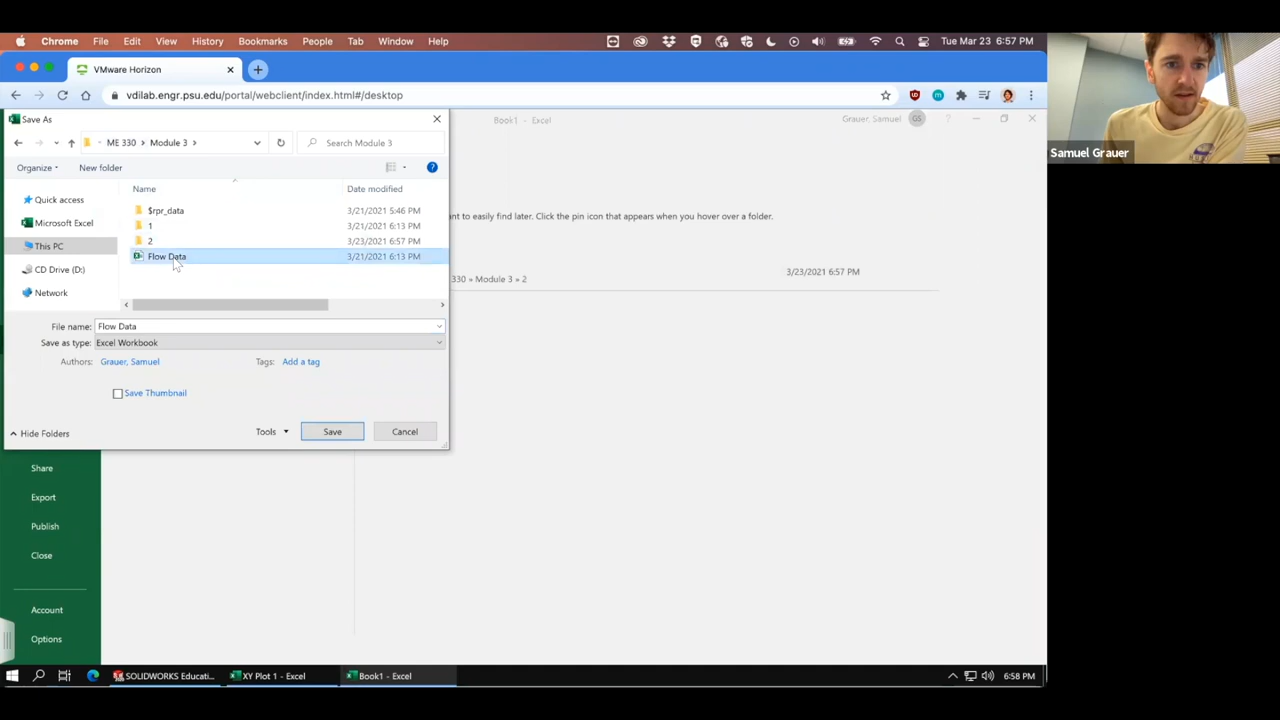 Chrome File Edit View History Bookmarks People Tab Window Help Tue Mar 23 6:57 PM
VMware Horizon
vdilab.engr.psu.edu/portal/webclient/index.html#/desktop
Save As
Book1 - Excel
Grauer, Samuel GS
ME 330 > Module 3 >
Search Module 3
Organize
New folder
Name
Date modified
Quick access
Microsoft Excel
This PC
CD Drive (D:)
Network
$rpr_data 3/21/2021 5:46 PM
1 3/21/2021 6:13 PM
2 3/23/2021 6:57 PM
Flow Data 3/21/2021 6:13 PM
ant to easily find later. Click the pin icon that appears when you hover over a folder.
330 » Module 3 » 2
3/23/2021 6:57 PM
File name: Flow Data
Save as type: Excel Workbook
Authors: Grauer, Samuel
Tags: Add a tag
Save Thumbnail
Hide Folders
Tools
Save
Cancel
Share
Export
Publish
Close
Account
Options
SOLIDWORKS Educati...
XY Plot 1 - Excel
Book1 - Excel
6:58 PM
Samuel Grauer